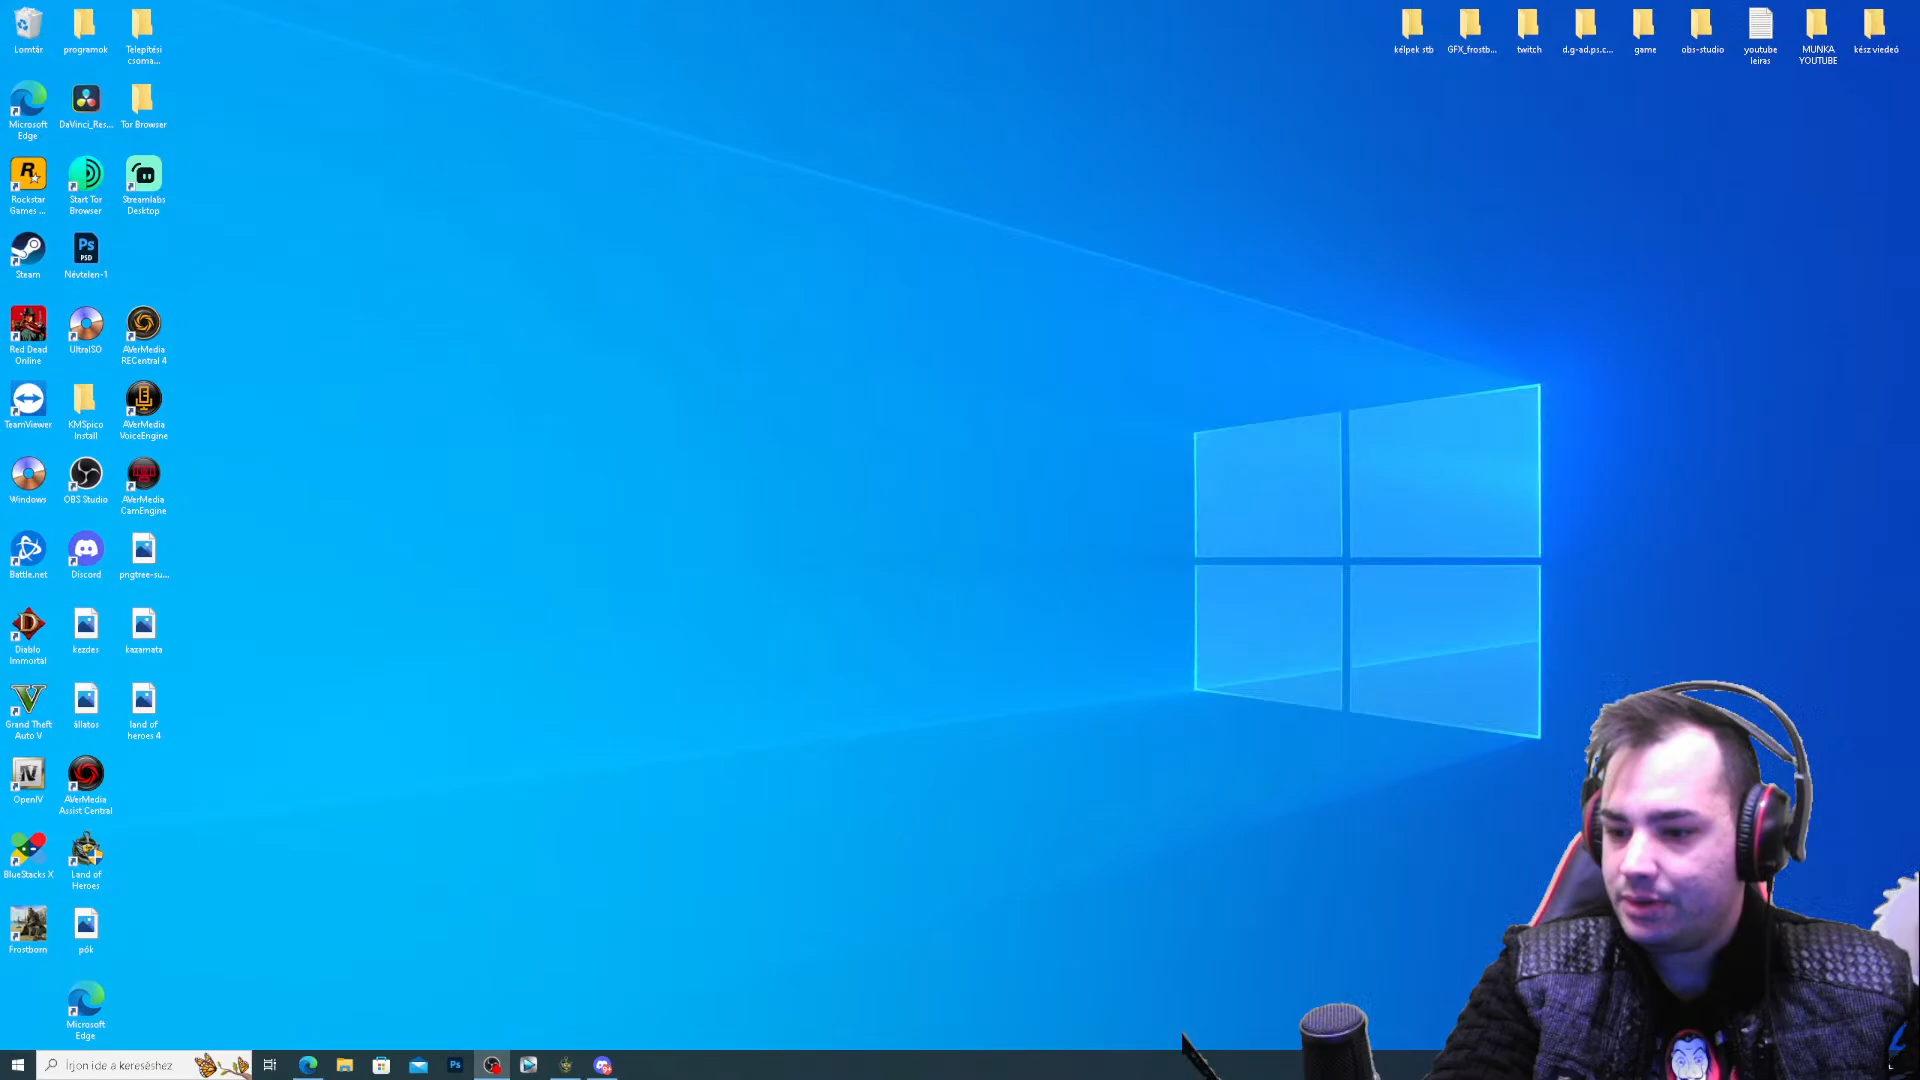 Lomtár
programok
Telepítési
csoma...
kélpek stb
GFX_frostb...
twitch
d.g-ad.ps.c...
game
obs-studio
youtube
leiras
MUNKA
YOUTUBE
kész viedeó
Microsoft
Edge
DaVinci_Res...
Tor Browser
Rockstar
Games ...
Start Tor
Browser
Streamlabs
Desktop
Steam
Ps
PSD
Névtelen-1
Red Dead
Online
UltraISO
AVerMedia
RECentral 4
TeamViewer
KMSpico
Install
AVerMedia
VoiceEngine
Windows
OBS Studio
AVerMedia
CamEngine
Battle.net
Discord
pngtree-su...
Diablo
Immortal
kezdes
kazamata
Grand Theft
Auto V
állatos
land of
heroes 4
OpenIV
AVerMedia
Assist Central
BlueStacks X
Land of
Heroes
Frostborn
pók
Microsoft
Edge
Írjon ide a kereséshez
Ps